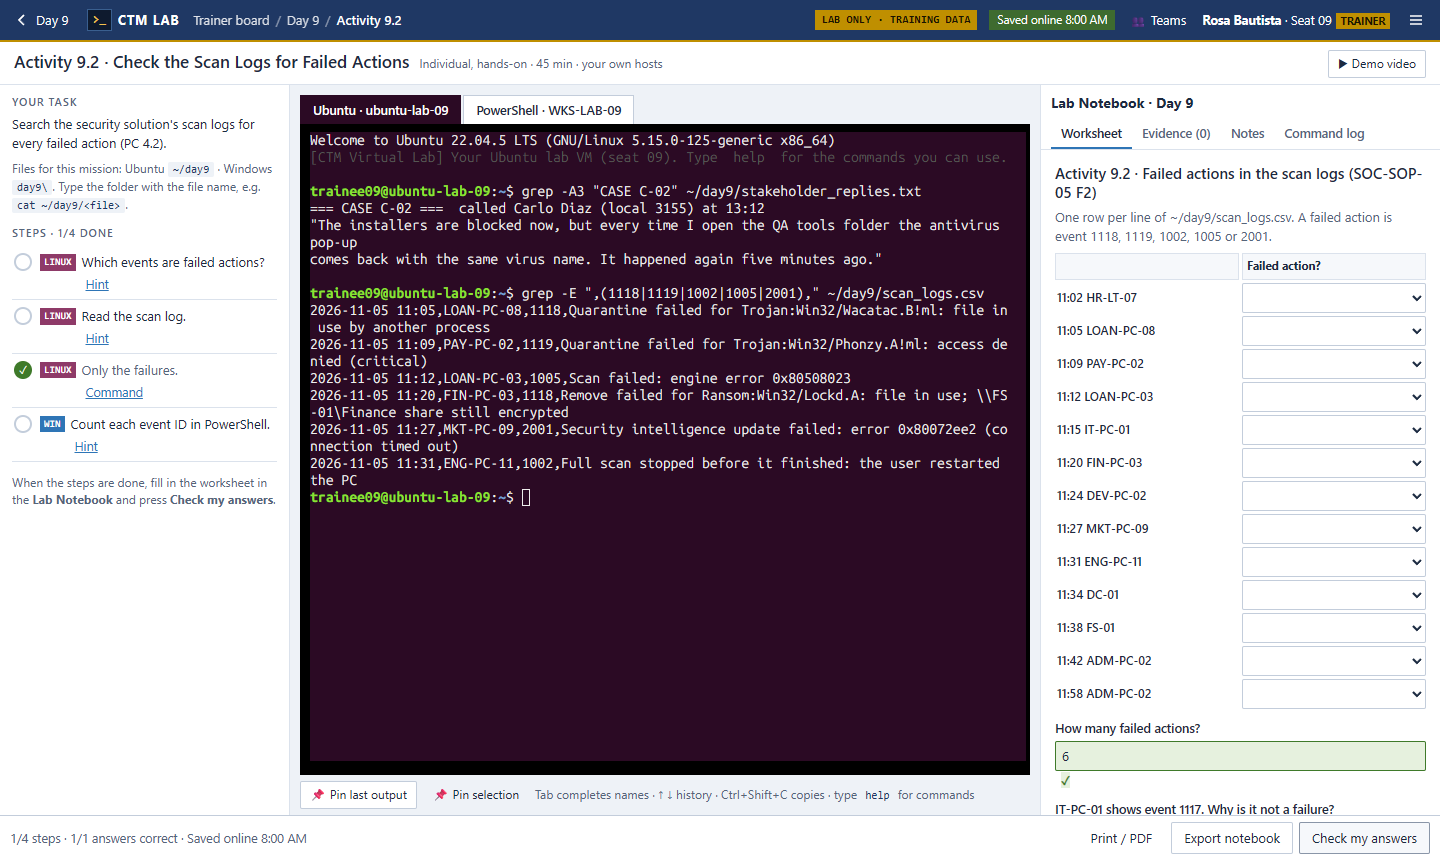 Day 9
>_ CTM LAB
Trainer board / Day 9 / Activity 9.2
LAB ONLY · TRAINING DATA
Saved online 8:00 AM
Teams
Rosa Bautista · Seat 09 TRAINER
Activity 9.2 · Check the Scan Logs for Failed Actions
Individual, hands-on · 45 min · your own hosts
▶ Demo video
YOUR TASK
Search the security solution's scan logs for
every failed action (PC 4.2).
Files for this mission: Ubuntu ~/day9 · Windows
day9\ . Type the folder with the file name, e.g.
cat ~/day9/<file> .
STEPS · 1/4 DONE
LINUX Which events are failed actions?
Hint
LINUX Read the scan log.
Hint
LINUX Only the failures.
Command
WIN Count each event ID in PowerShell.
Hint
When the steps are done, fill in the worksheet in
the Lab Notebook and press Check my answers.
Ubuntu · ubuntu-lab-09
PowerShell · WKS-LAB-09
Welcome to Ubuntu 22.04.5 LTS (GNU/Linux 5.15.0-125-generic x86_64)
[CTM Virtual Lab] Your Ubuntu lab VM (seat 09). Type  help  for the commands you can use.
trainee09@ubuntu-lab-09:~$ grep -A3 "CASE C-02" ~/day9/stakeholder_replies.txt
=== CASE C-02 ===  called Carlo Diaz (local 3155) at 13:12
"The installers are blocked now, but every time I open the QA tools folder the antivirus
pop-up
comes back with the same virus name. It happened again five minutes ago."
trainee09@ubuntu-lab-09:~$ grep -E ",(1118|1119|1002|1005|2001)," ~/day9/scan_logs.csv
2026-11-05 11:05,LOAN-PC-08,1118,Quarantine failed for Trojan:Win32/Wacatac.B!ml: file in
use by another process
2026-11-05 11:09,PAY-PC-02,1119,Quarantine failed for Trojan:Win32/Phonzy.A!ml: access de
nied (critical)
2026-11-05 11:12,LOAN-PC-03,1005,Scan failed: engine error 0x80508023
2026-11-05 11:20,FIN-PC-03,1118,Remove failed for Ransom:Win32/Lockd.A: file in use; \\FS
-01\Finance share still encrypted
2026-11-05 11:27,MKT-PC-09,2001,Security intelligence update failed: error 0x80072ee2 (co
nnection timed out)
2026-11-05 11:31,ENG-PC-11,1002,Full scan stopped before it finished: the user restarted
the PC
trainee09@ubuntu-lab-09:~$
Pin last output
Pin selection
Tab completes names · ↑↓ history · Ctrl+Shift+C copies · type help for commands
Lab Notebook · Day 9
Worksheet
Evidence (0)
Notes
Command log
Activity 9.2 · Failed actions in the scan logs (SOC-SOP-
05 F2)
One row per line of ~/day9/scan_logs.csv. A failed action is
event 1118, 1119, 1002, 1005 or 2001.
Failed action?
11:02 HR-LT-07
11:05 LOAN-PC-08
11:09 PAY-PC-02
11:12 LOAN-PC-03
11:15 IT-PC-01
11:20 FIN-PC-03
11:24 DEV-PC-02
11:27 MKT-PC-09
11:31 ENG-PC-11
11:34 DC-01
11:38 FS-01
11:42 ADM-PC-02
11:58 ADM-PC-02
How many failed actions?
6
✓
IT-PC-01 shows event 1117. Why is it not a failure?
1/4 steps · 1/1 answers correct · Saved online 8:00 AM
Print / PDF
Export notebook
Check my answers